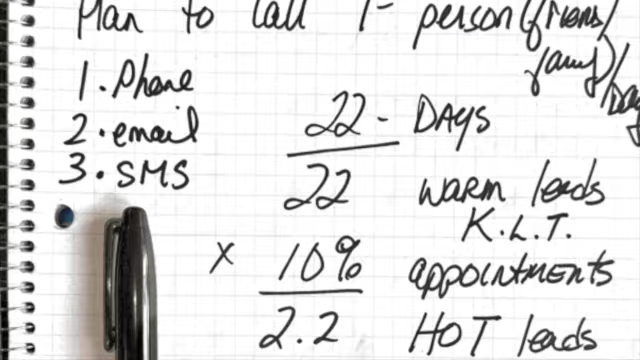 Plan to Call 1- person (friends/
family)/Day
1. Phone
2. email
3. SMS
22 - DAYS
22 warm leads
K.L.T.
x 10% appointments
2.2 HOT leads